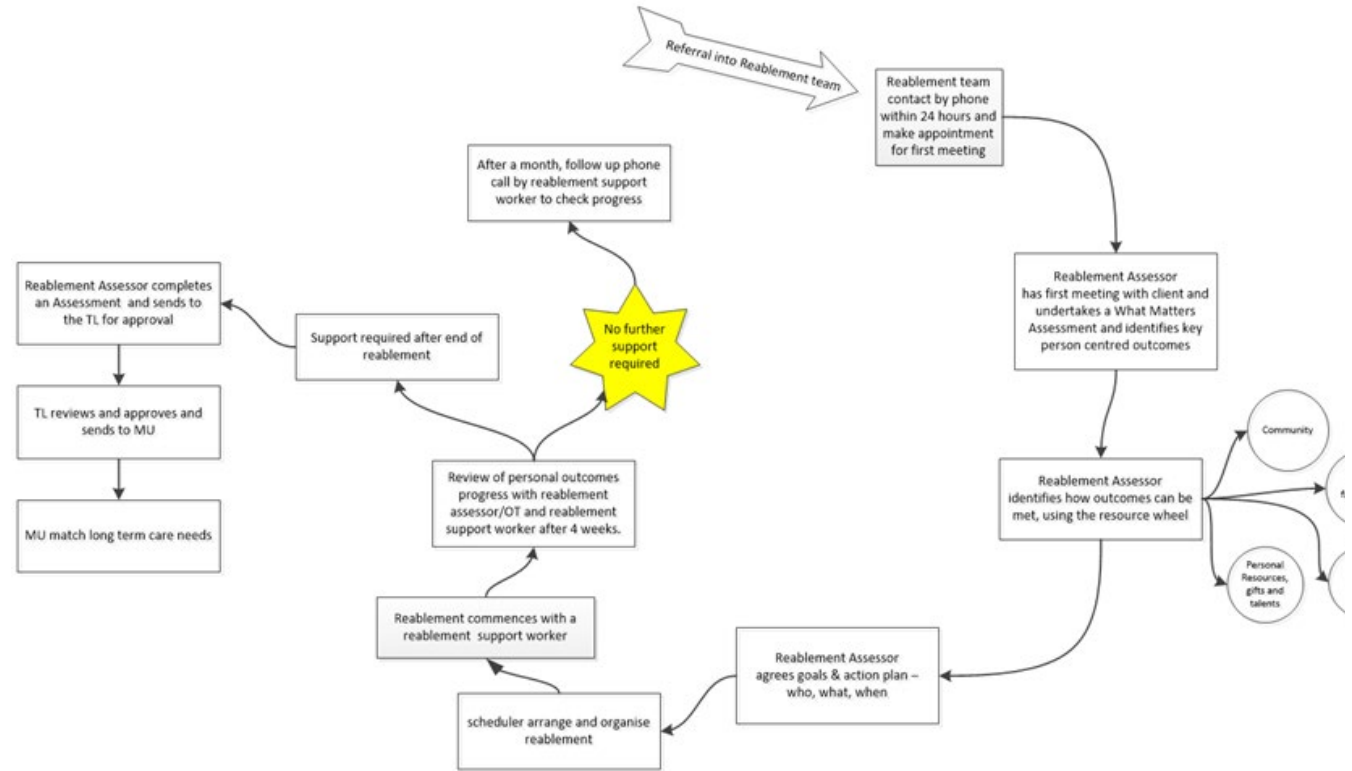 Referral into Reablement team
Reablement team
contact by phone
within 24 hours and
make appointment
for first meeting
Reablement Assessor
has first meeting with client and
undertakes a What Matters
Assessment and identifies key
person centred outcomes
Reablement Assessor
identifies how outcomes can be
met, using the resource wheel
Community
Personal
Resources,
gifts and
talents
Reablement Assessor
agrees goals & action plan –
who, what, when
scheduler arrange and organise
reablement
Reablement commences with a
reablement support worker
Review of personal outcomes
progress with reablement
assessor/OT and reablement
support worker after 4 weeks.
No further
support
required
After a month, follow up phone
call by reablement support
worker to check progress
Support required after end of
reablement
Reablement Assessor completes
an Assessment and sends to
the TL for approval
TL reviews and approves and
sends to MU
MU match long term care needs